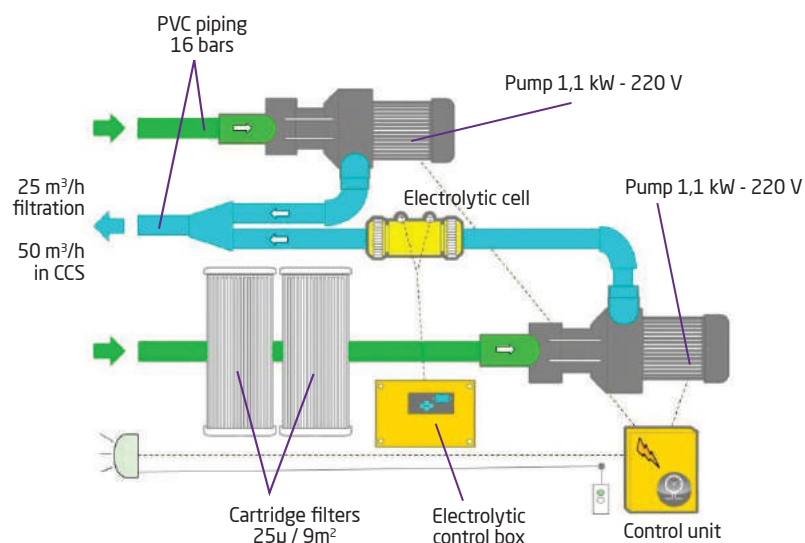 PVC piping
16 bars
Pump 1,1 kW - 220 V
25 m³/h
filtration
50 m³/h
in CCS
Electrolytic cell
Pump 1,1 kW - 220 V
Cartridge filters
25µ / 9m²
Electrolytic
control box
Control unit